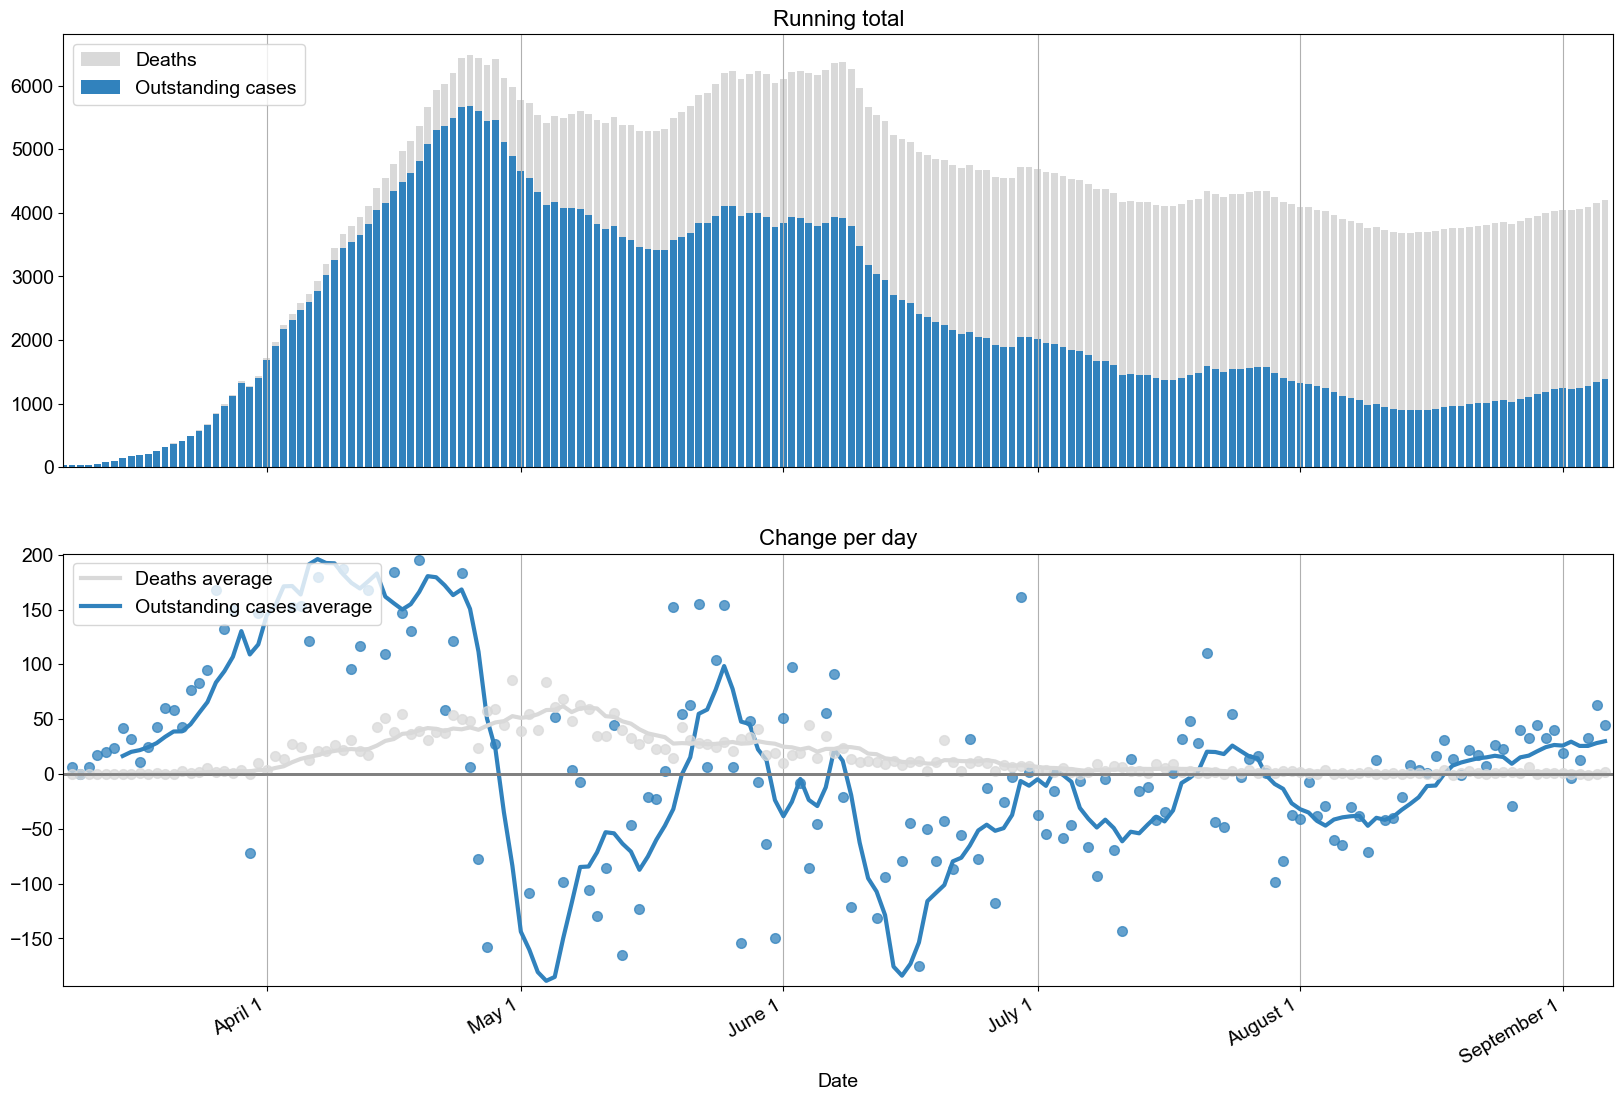 Running total
Deaths
Outstanding cases
6000
5000
4000
3000
2000
1000
0
Change per day
Deaths average
Outstanding cases average
200
150
100
50
0
−50
−100
−150
April 1
May 1
June 1
July 1
August 1
September 1
Date